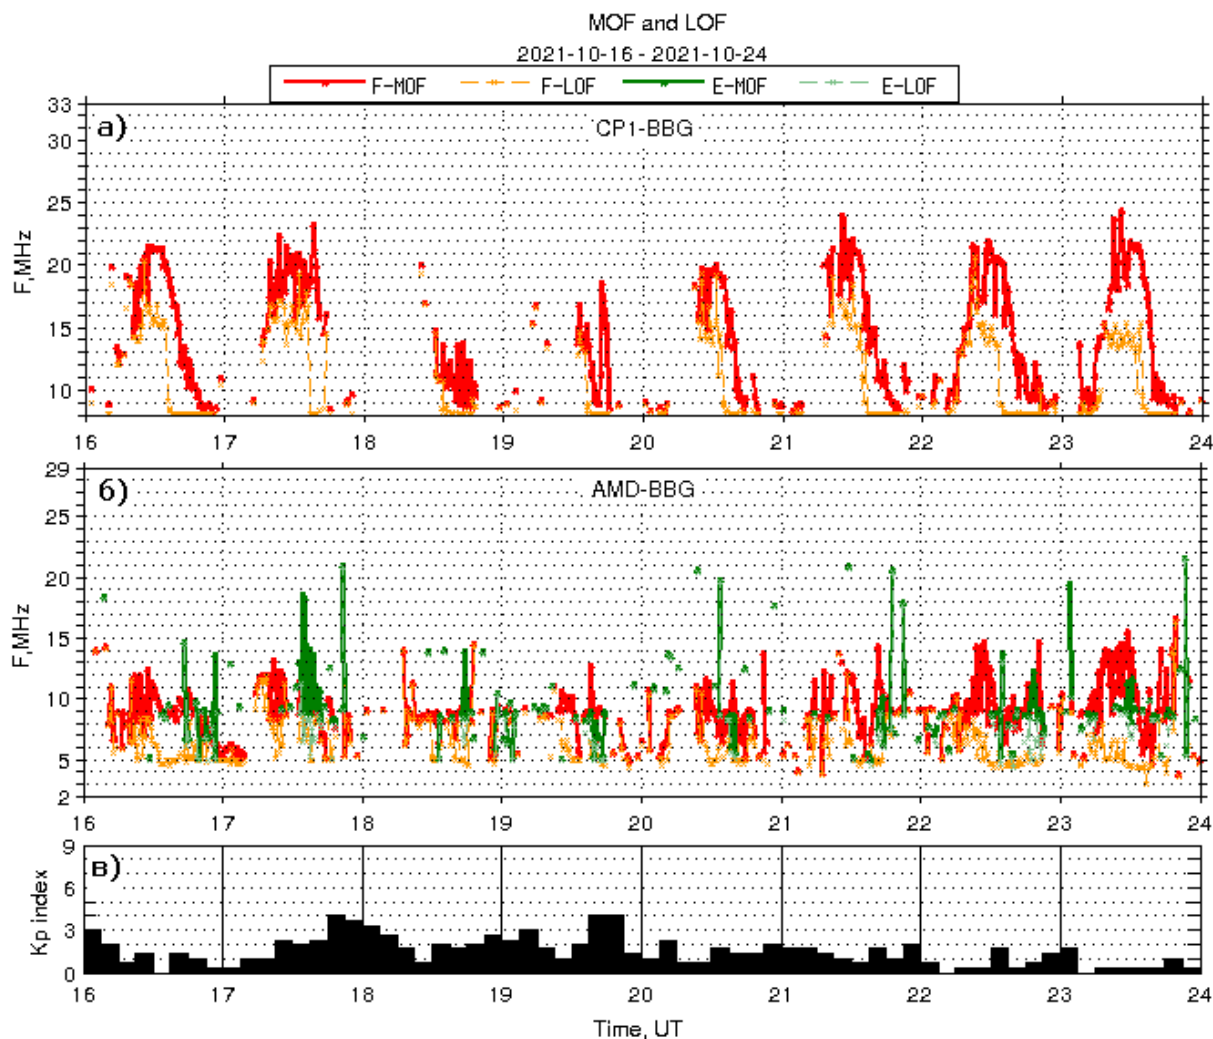 MOF and LOF
2021-10-16 - 2021-10-24
F-MOF F-LOF E-MOF E-LOF
а) CP1-BBG
F,MHz
33
30
25
20
15
10
16 17 18 19 20 21 22 23 24
б) AMD-BBG
F,MHz
29
25
20
15
10
5
2
16 17 18 19 20 21 22 23 24
в)
Kp index
9
6
3
0
16 17 18 19 20 21 22 23 24
Time, UT